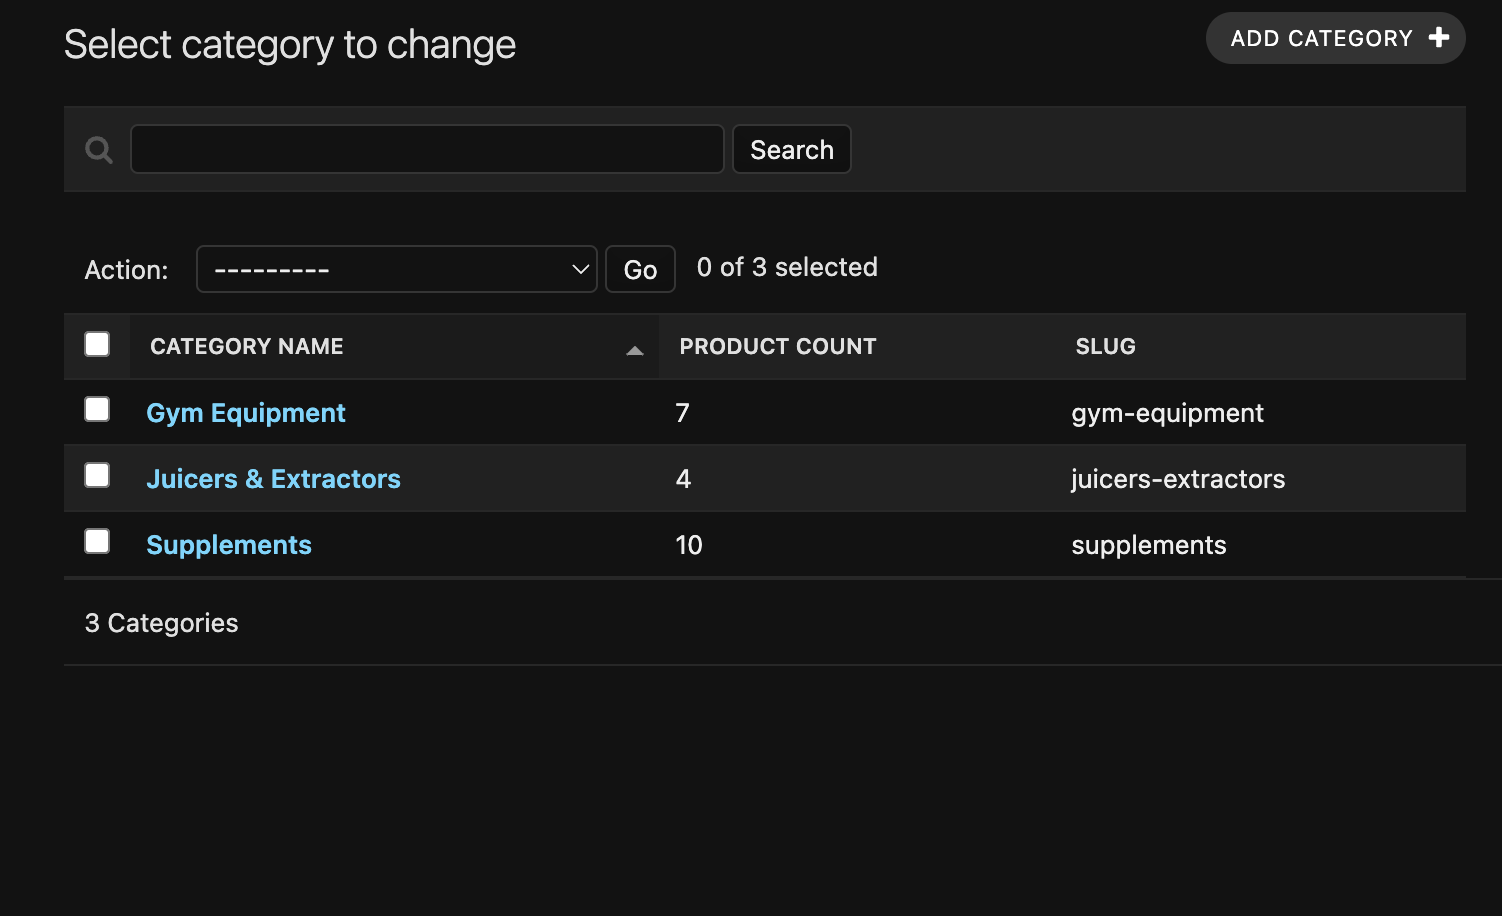 Select category to change
ADD CATEGORY
Search
Action: --------- Go 0 of 3 selected
CATEGORY NAME PRODUCT COUNT SLUG
Gym Equipment 7 gym-equipment
Juicers & Extractors 4 juicers-extractors
Supplements 10 supplements
3 Categories